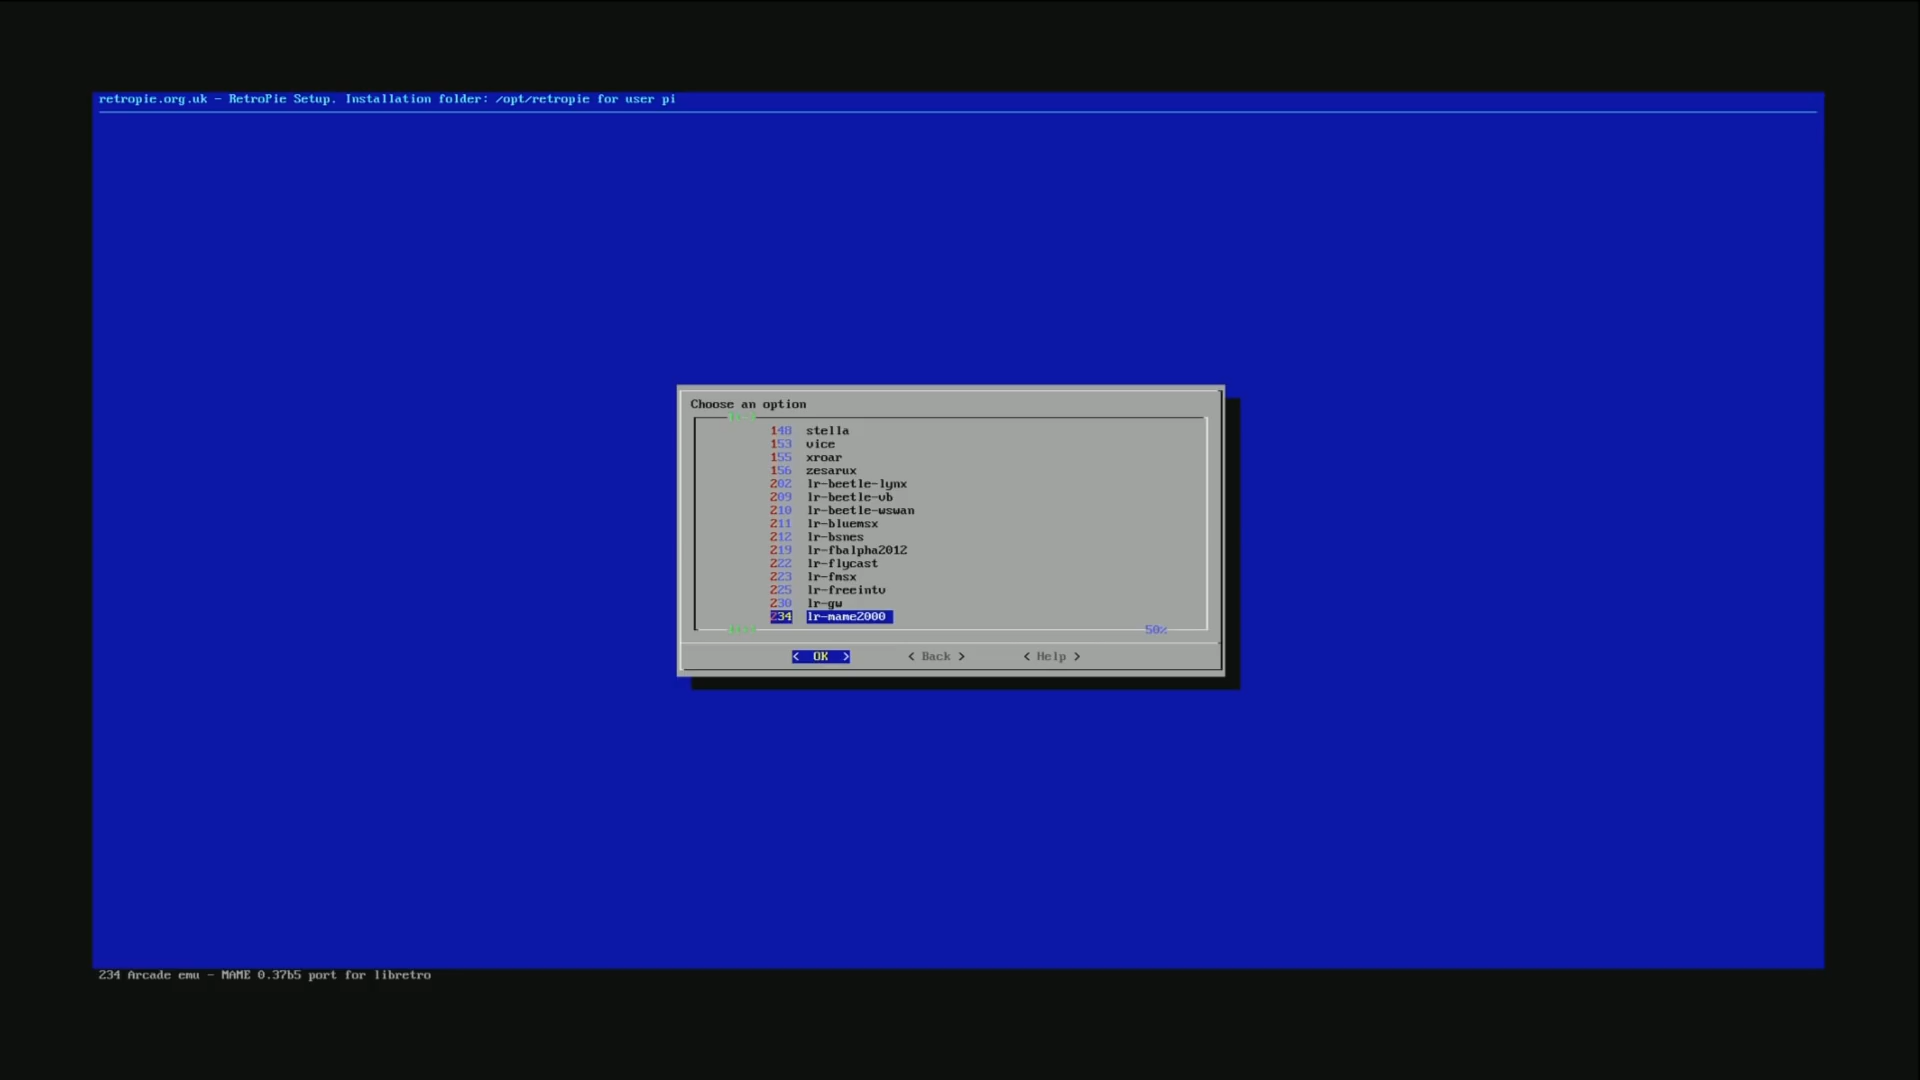 retropie.org.uk - RetroPie Setup. Installation folder: /opt/retropie for user pi
Choose an option
148 stella
153 vice
155 xroar
156 zesarux
202 lr-beetle-lynx
209 lr-beetle-vb
210 lr-beetle-wswan
211 lr-bluemsx
212 lr-bsnes
219 lr-fbalpha2012
222 lr-flycast
223 lr-fmsx
225 lr-freeintv
230 lr-gw
234 lr-mame2000
50%
< OK > < Back > < Help >
234 Arcade emu - MAME 0.37b5 port for libretro